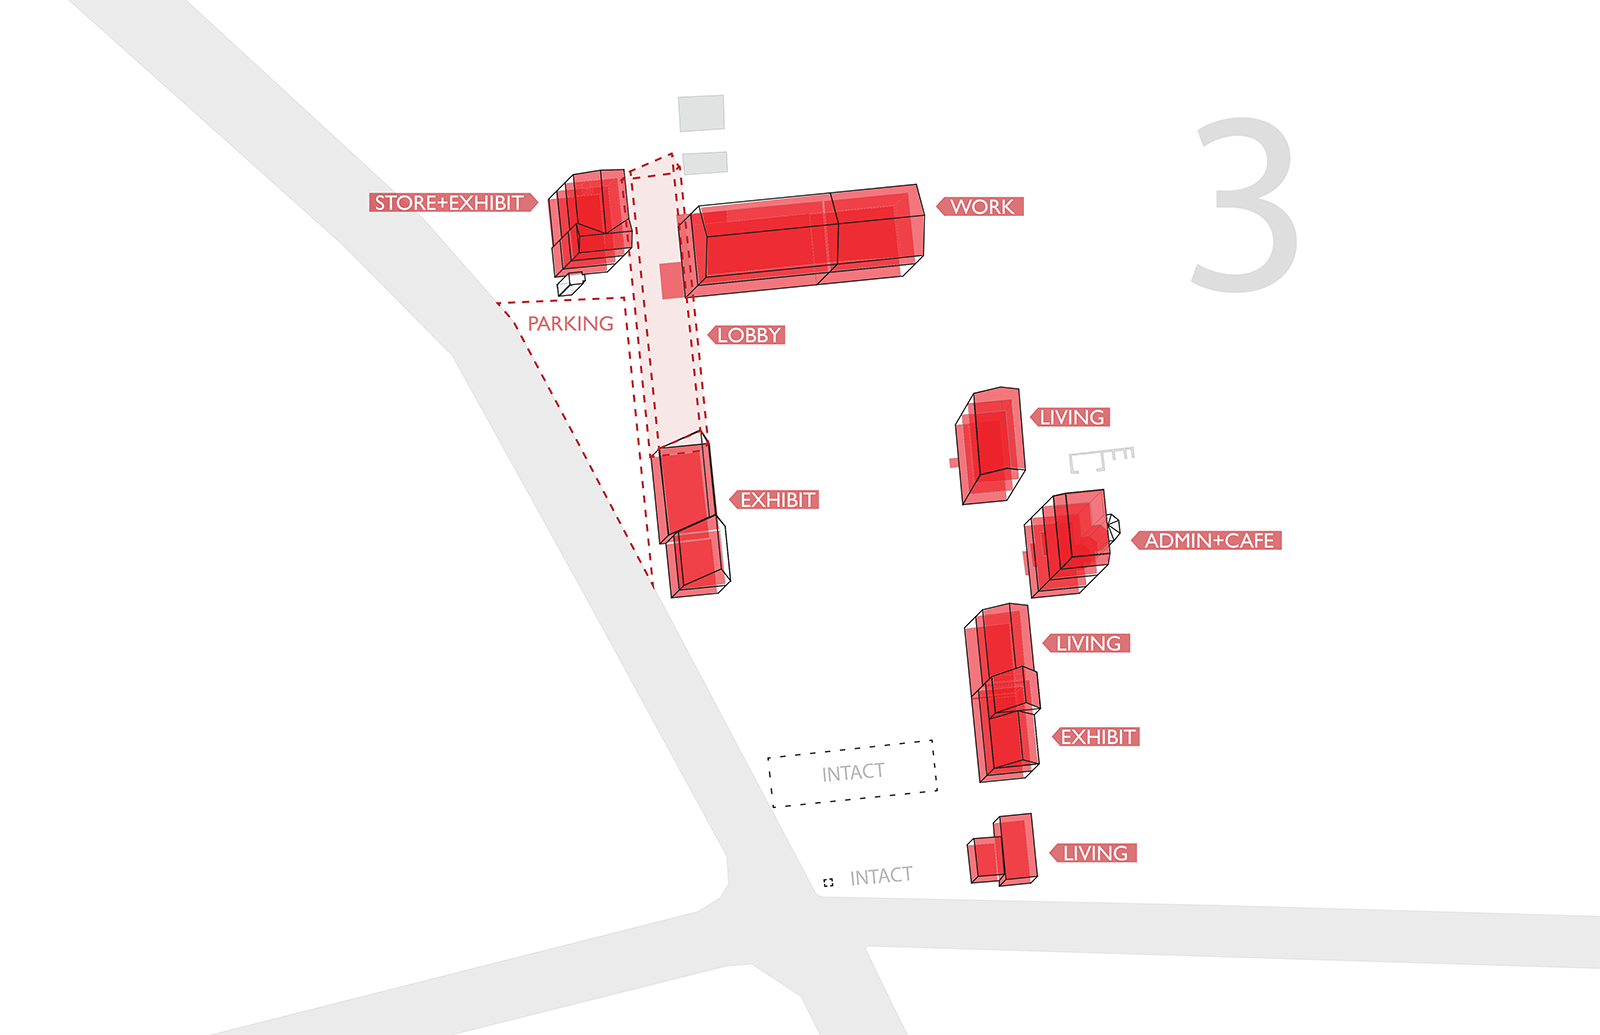 3
STORE+EXHIBIT
WORK
PARKING
LOBBY
LIVING
EXHIBIT
ADMIN+CAFE
LIVING
EXHIBIT
INTACT
LIVING
INTACT